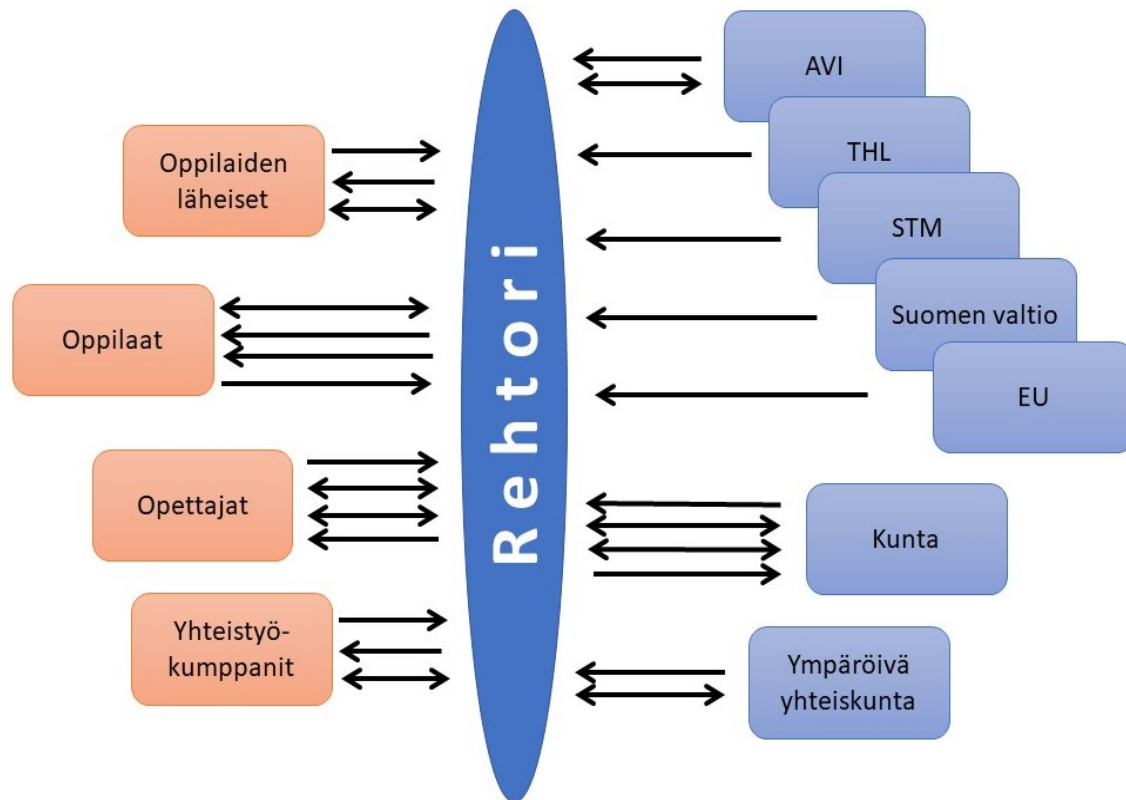 AVI
THL
STM
Suomen valtio
EU
Oppilaiden
läheiset
Oppilaat
Opettajat
Yhteistyö-
kumppanit
Rehtori
Kunta
Ympäröivä
yhteiskunta